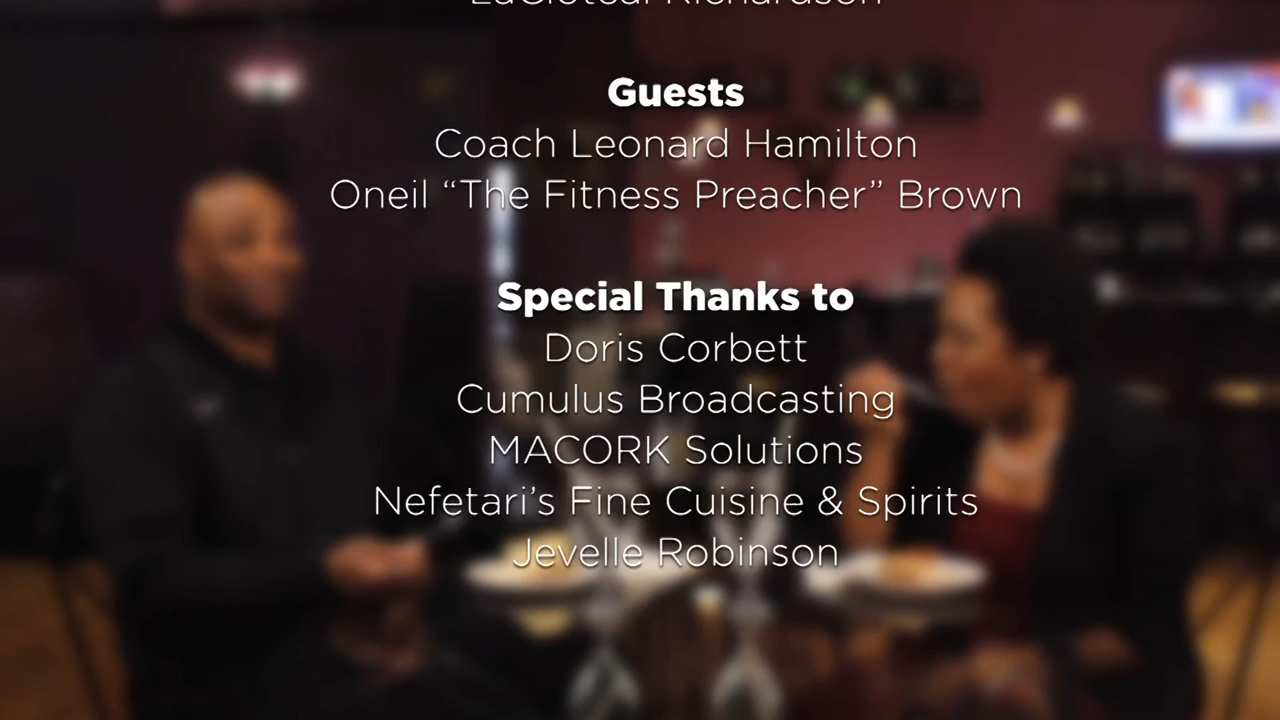 Guests
Coach Leonard Hamilton
Oneil “The Fitness Preacher” Brown
Special Thanks to
Doris Corbett
Cumulus Broadcasting
MACORK Solutions
Nefetari’s Fine Cuisine & Spirits
Jevelle Robinson